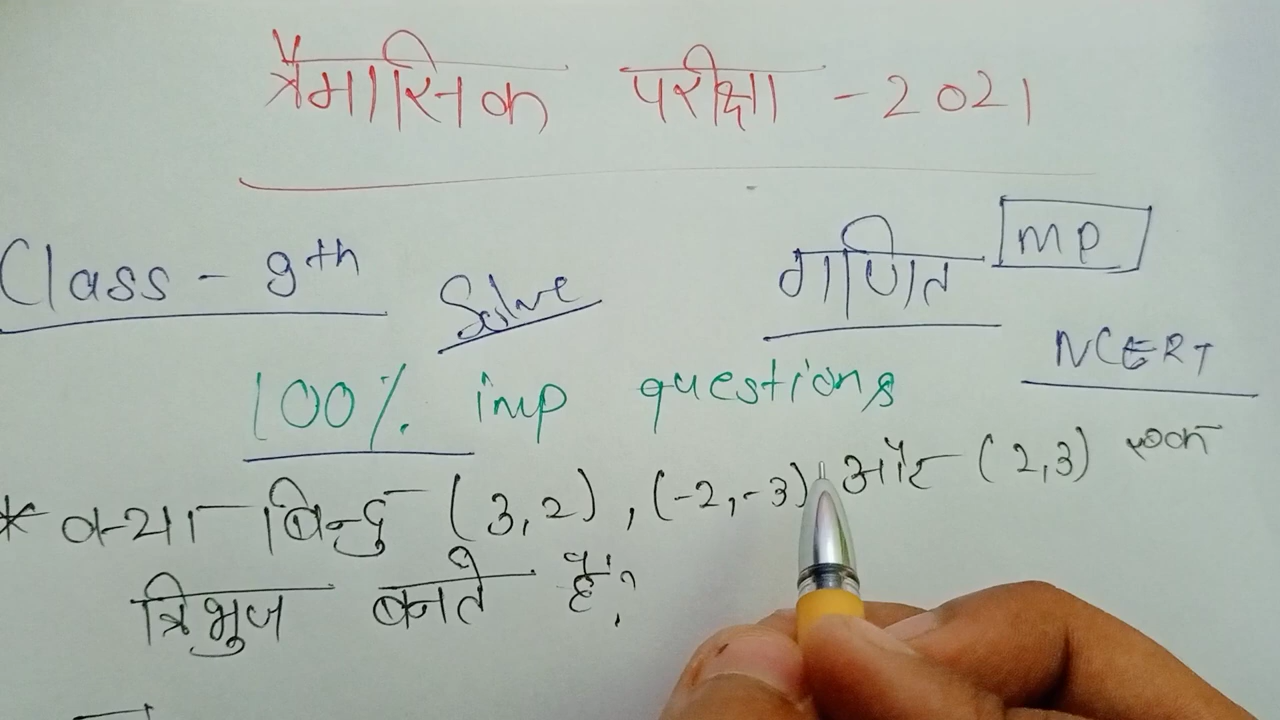 त्रैमासिक परीक्षा - 2021
Class - 9th Solve गणित MP
NCERT
100% imp questions
* क्या बिन्दु (3,2), (-2,-3) और (2,3) एक
त्रिभुज बनते हैं?